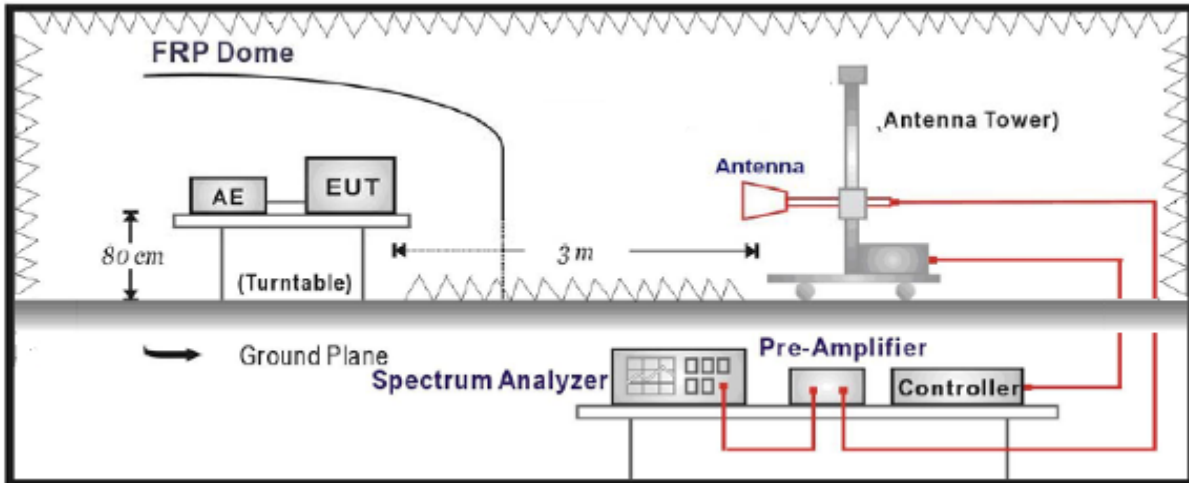 FRP Dome
(Antenna Tower)
Antenna
AE
EUT
80 cm
3 m
(Turntable)
Ground Plane
Pre-Amplifier
Spectrum Analyzer
Controller